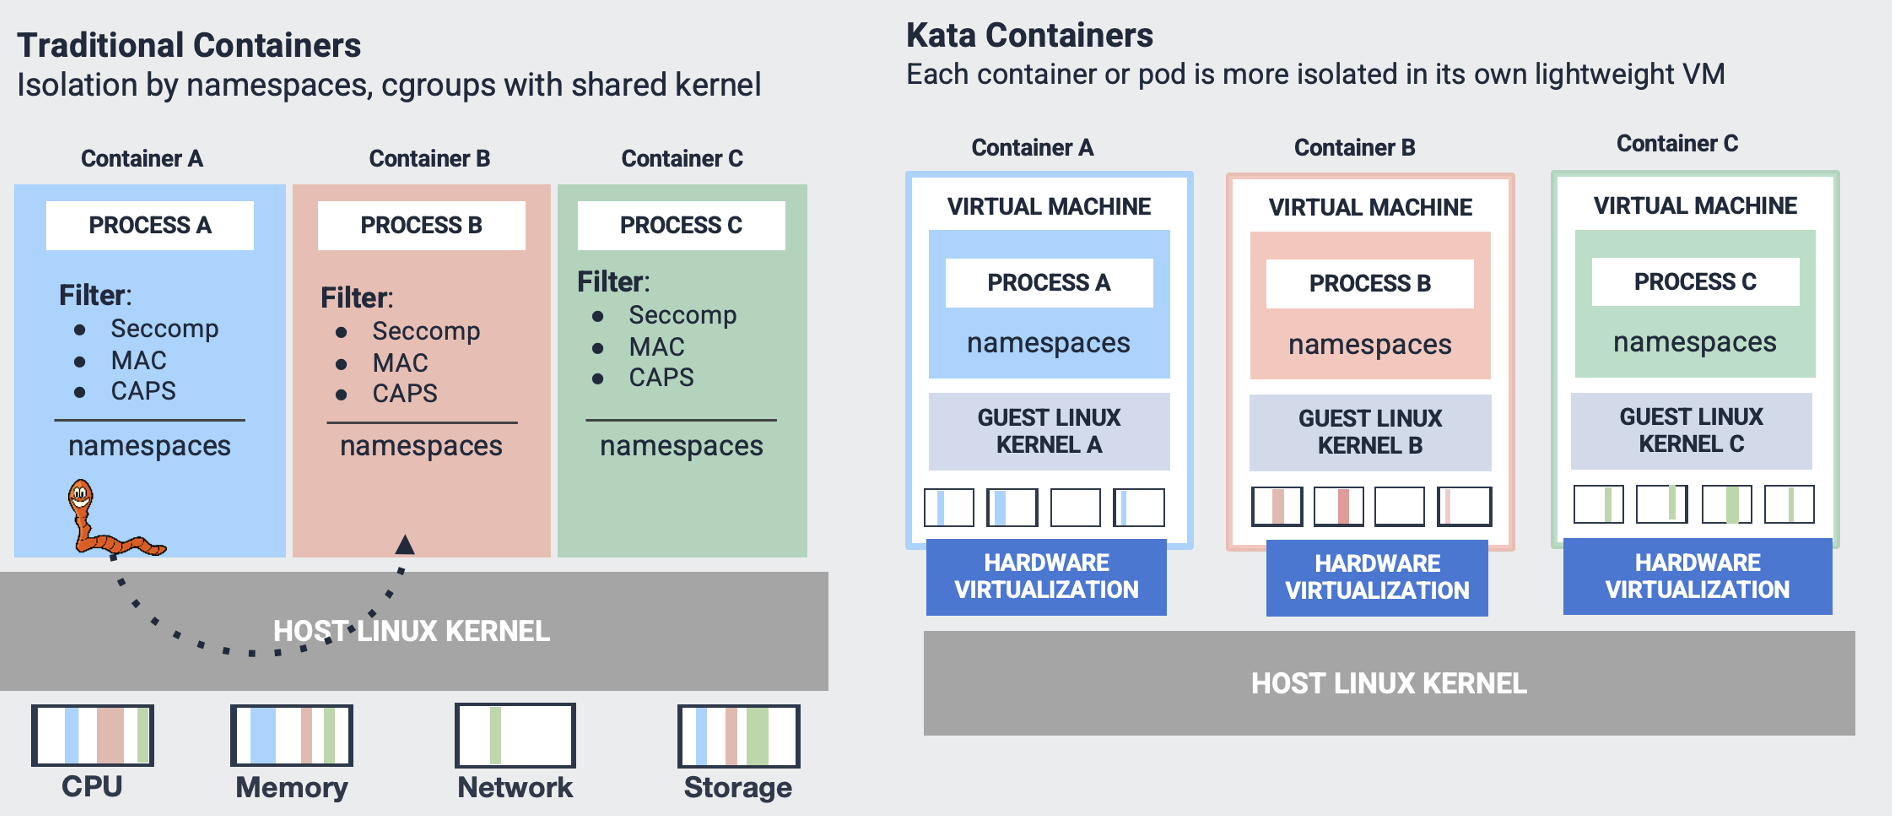 Traditional Containers
Isolation by namespaces, cgroups with shared kernel
Container A
Container B
Container C
PROCESS A
Filter:
● Seccomp
● MAC
● CAPS
namespaces
PROCESS B
Filter:
● Seccomp
● MAC
● CAPS
namespaces
PROCESS C
Filter:
● Seccomp
● MAC
● CAPS
namespaces
HOST LINUX KERNEL
CPU
Memory
Network
Storage
Kata Containers
Each container or pod is more isolated in its own lightweight VM
Container A
VIRTUAL MACHINE
PROCESS A
namespaces
GUEST LINUX
KERNEL A
HARDWARE
VIRTUALIZATION
Container B
VIRTUAL MACHINE
PROCESS B
namespaces
GUEST LINUX
KERNEL B
HARDWARE
VIRTUALIZATION
Container C
VIRTUAL MACHINE
PROCESS C
namespaces
GUEST LINUX
KERNEL C
HARDWARE
VIRTUALIZATION
HOST LINUX KERNEL